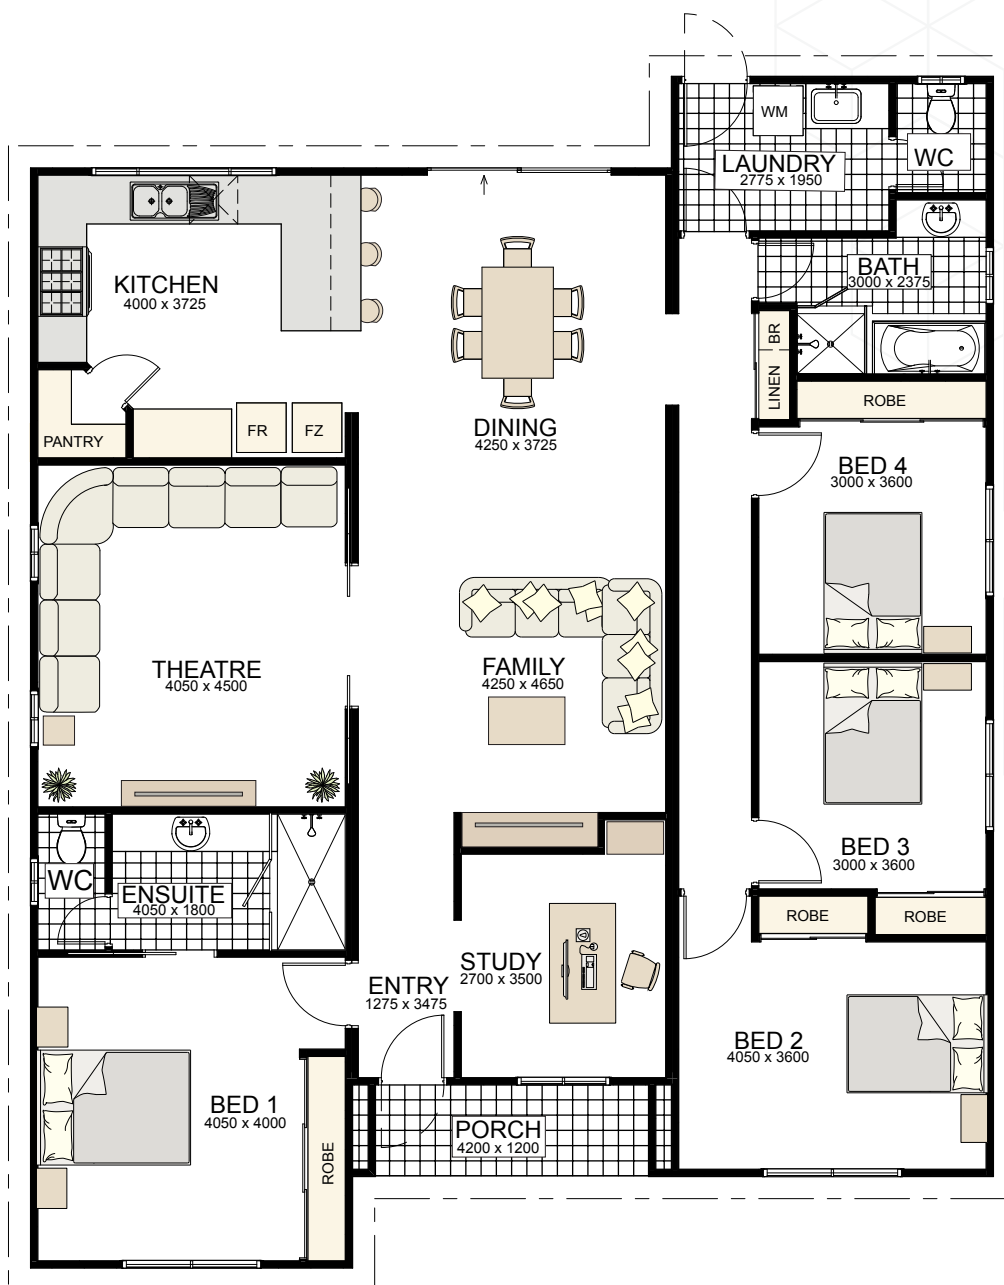 WM
LAUNDRY
2775 x 1950
WC
KITCHEN
4000 x 3725
BATH
3000 x 2375
LINEN
BR
ROBE
PANTRY
FR
FZ
DINING
4250 x 3725
BED 4
3000 x 3600
THEATRE
4050 x 4500
FAMILY
4250 x 4650
BED 3
3000 x 3600
WC
ENSUITE
4050 x 1800
ROBE
ROBE
STUDY
2700 x 3500
ENTRY
1275 x 3475
BED 2
4050 x 3600
BED 1
4050 x 4000
ROBE
PORCH
4200 x 1200